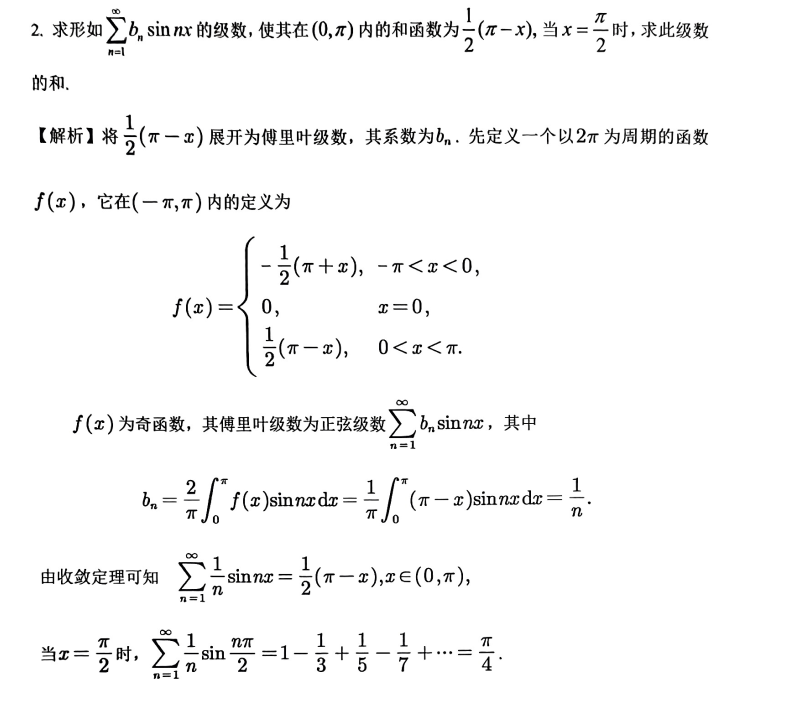 2. 求形如 $\sum_{n=1}^{\infty} b_n \sin nx$ 的级数, 使其在 $(0,\pi)$ 内的和函数为 $\frac{1}{2}(\pi-x)$, 当 $x=\frac{\pi}{2}$ 时, 求此级数
的和.
【解析】将 $\frac{1}{2}(\pi-x)$ 展开为傅里叶级数，其系数为 $b_n$ . 先定义一个以 $2\pi$ 为周期的函数
$f(x)$，它在 $(-\pi,\pi)$ 内的定义为
$f(x)=\begin{cases} -\frac{1}{2}(\pi+x), & -\pi<x<0, \\ 0, & x=0, \\ \frac{1}{2}(\pi-x), & 0<x<\pi. \end{cases}$
$f(x)$ 为奇函数，其傅里叶级数为正弦级数 $\sum_{n=1}^{\infty} b_n \sin nx$，其中
$b_n=\frac{2}{\pi}\int_0^{\pi} f(x)\sin nx\,dx=\frac{1}{\pi}\int_0^{\pi}(\pi-x)\sin nx\,dx=\frac{1}{n}.$
由收敛定理可知 $\sum_{n=1}^{\infty}\frac{1}{n}\sin nx=\frac{1}{2}(\pi-x),x\in(0,\pi),$
当 $x=\frac{\pi}{2}$ 时，$\sum_{n=1}^{\infty}\frac{1}{n}\sin\frac{n\pi}{2}=1-\frac{1}{3}+\frac{1}{5}-\frac{1}{7}+\cdots=\frac{\pi}{4}.$